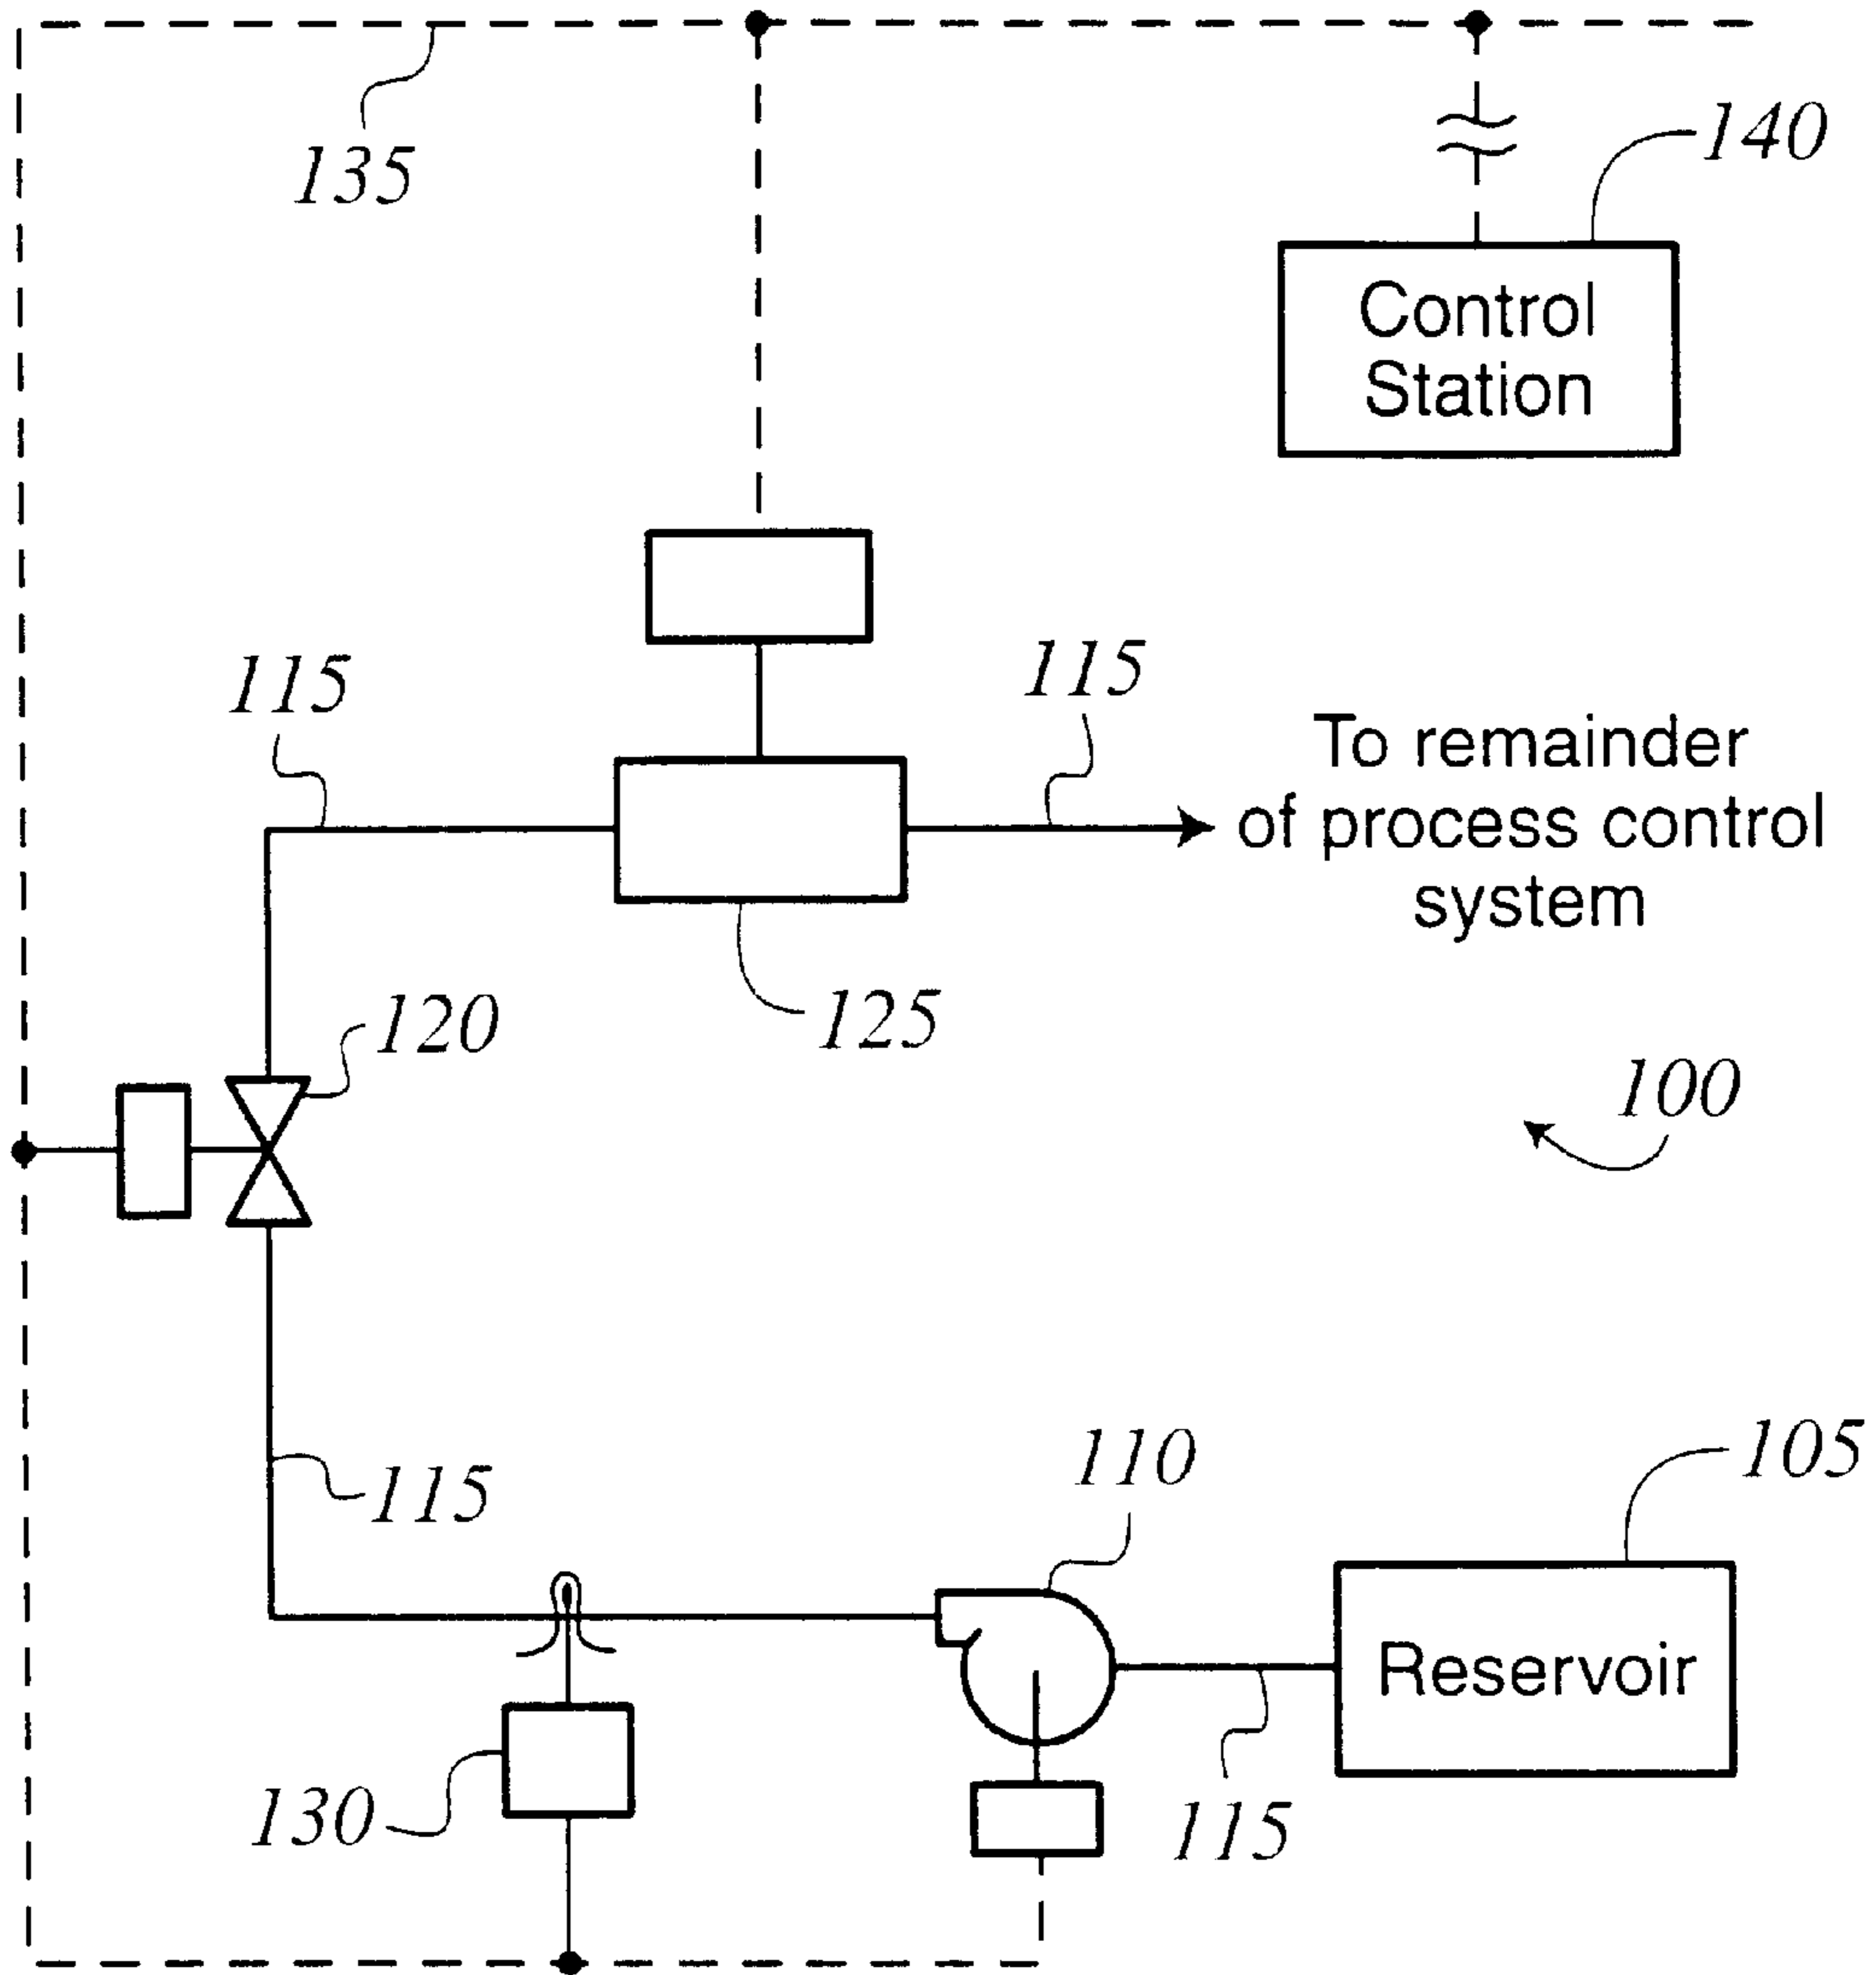 135
140
Control
Station
115
115
To remainder
of process control
system
120
125
100
115
110
105
Reservoir
130
115